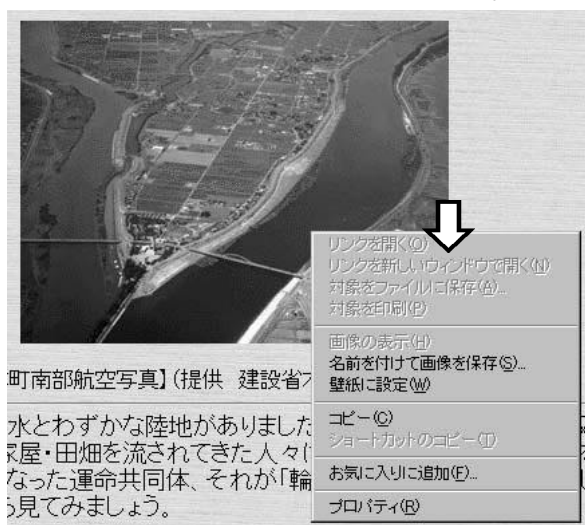 リンクを開く(O)
リンクを新しいウィンドウで開く(N)
対象をファイルに保存(A)...
対象を印刷(P)
画像の表示(H)
名前を付けて画像を保存(S)...
壁紙に設定(W)
コピー(C)
ショートカットのコピー(T)
お気に入りに追加(F)...
プロパティ(R)
町南部航空写真】(提供 建設省
水とわずかな陸地がありました
家屋・田畑を流されてきた人々
なった運命共同体、それが「輪
見てみましょう。